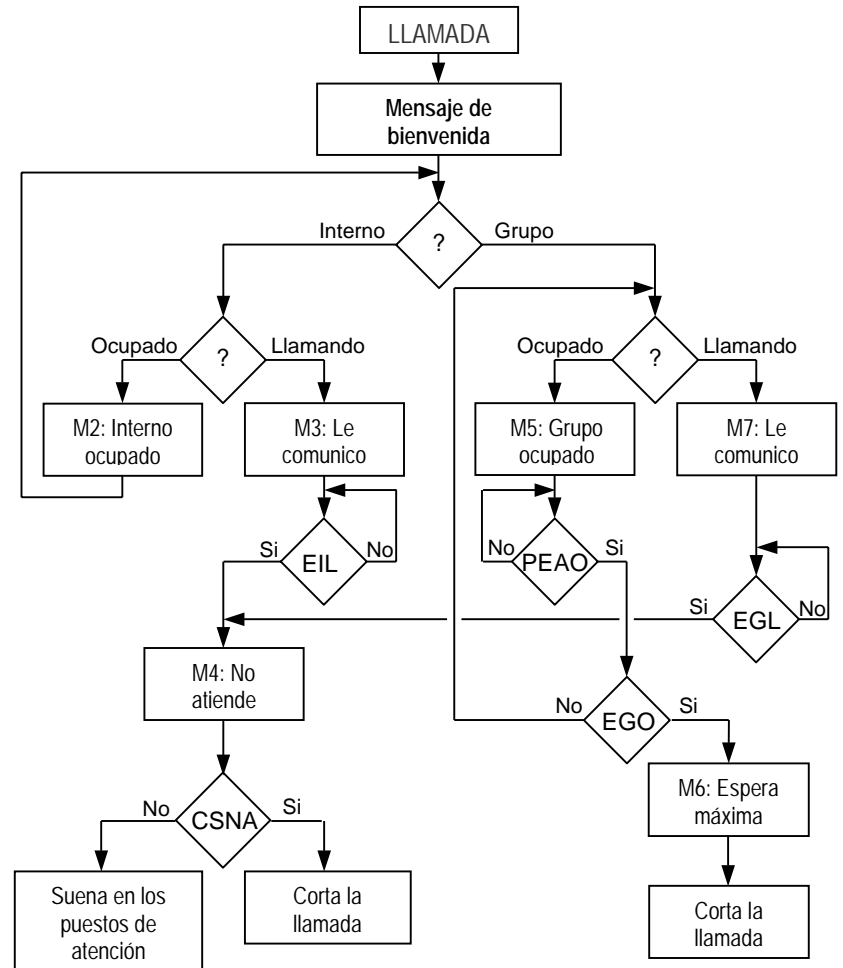 LLAMADA
Mensaje de
bienvenida
Interno
?
Grupo
Ocupado
?
Llamando
Ocupado
?
Llamando
M2: Interno
ocupado
M3: Le
comunico
M5: Grupo
ocupado
M7: Le
comunico
Si
EIL
No
No
PEAO
Si
Si
EGL
No
M4: No
atiende
No
EGO
Si
No
CSNA
Si
M6: Espera
máxima
Suena en los
puestos de
atención
Corta la
llamada
Corta la
llamada